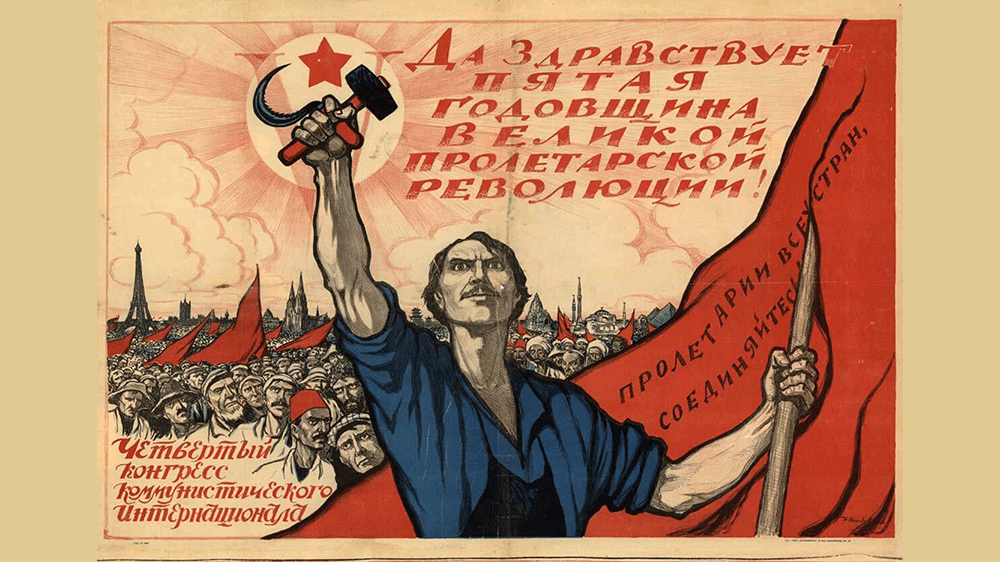 Да Здравствует
ПЯТАЯ
ГОДОВЩИНА
ВЕЛИКОЙ
ПРОЛЕТАРСКОЙ
РЕВОЛЮЦИИ!
ПРОЛЕТАРИИ ВСЕХ СТРАН,
СОЕДИНЯЙТЕСЬ!
Четвертый
Конгресс
Коммунистического
Интернационала